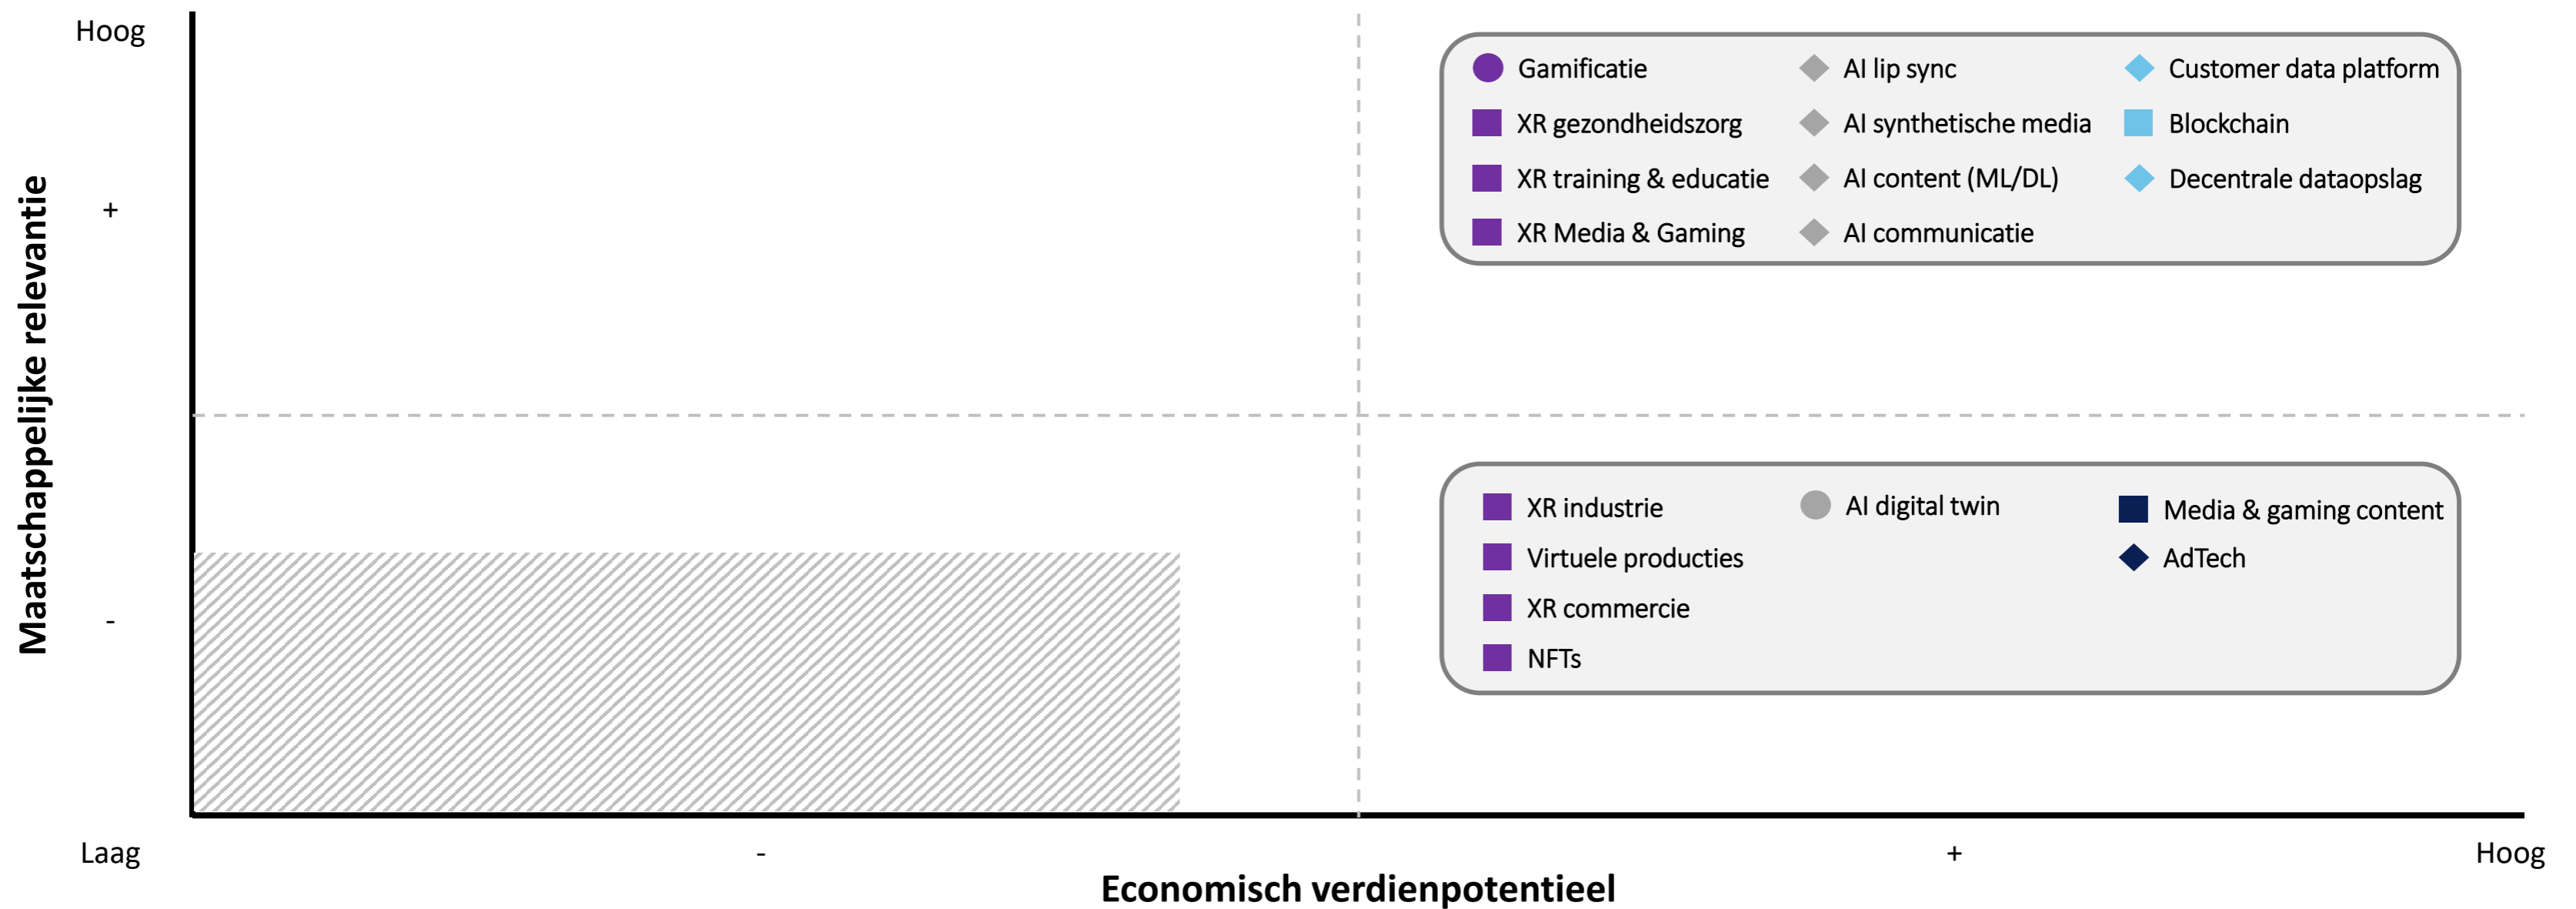 Hoog
Maatschappelijke relevantie
+
-
Gamificatie
XR gezondheidszorg
XR training & educatie
XR Media & Gaming
AI lip sync
AI synthetische media
AI content (ML/DL)
AI communicatie
Customer data platform
Blockchain
Decentrale dataopslag
XR industrie
Virtuele producties
XR commercie
NFTs
AI digital twin
Media & gaming content
AdTech
Laag
-
+
Hoog
Economisch verdienpotentieel